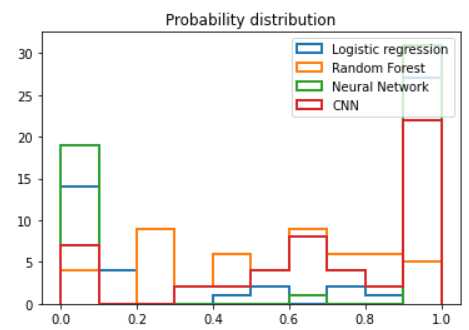 Probability distribution
Logistic regression
Random Forest
Neural Network
CNN
30
25
20
15
10
5
0
0.0 0.2 0.4 0.6 0.8 1.0